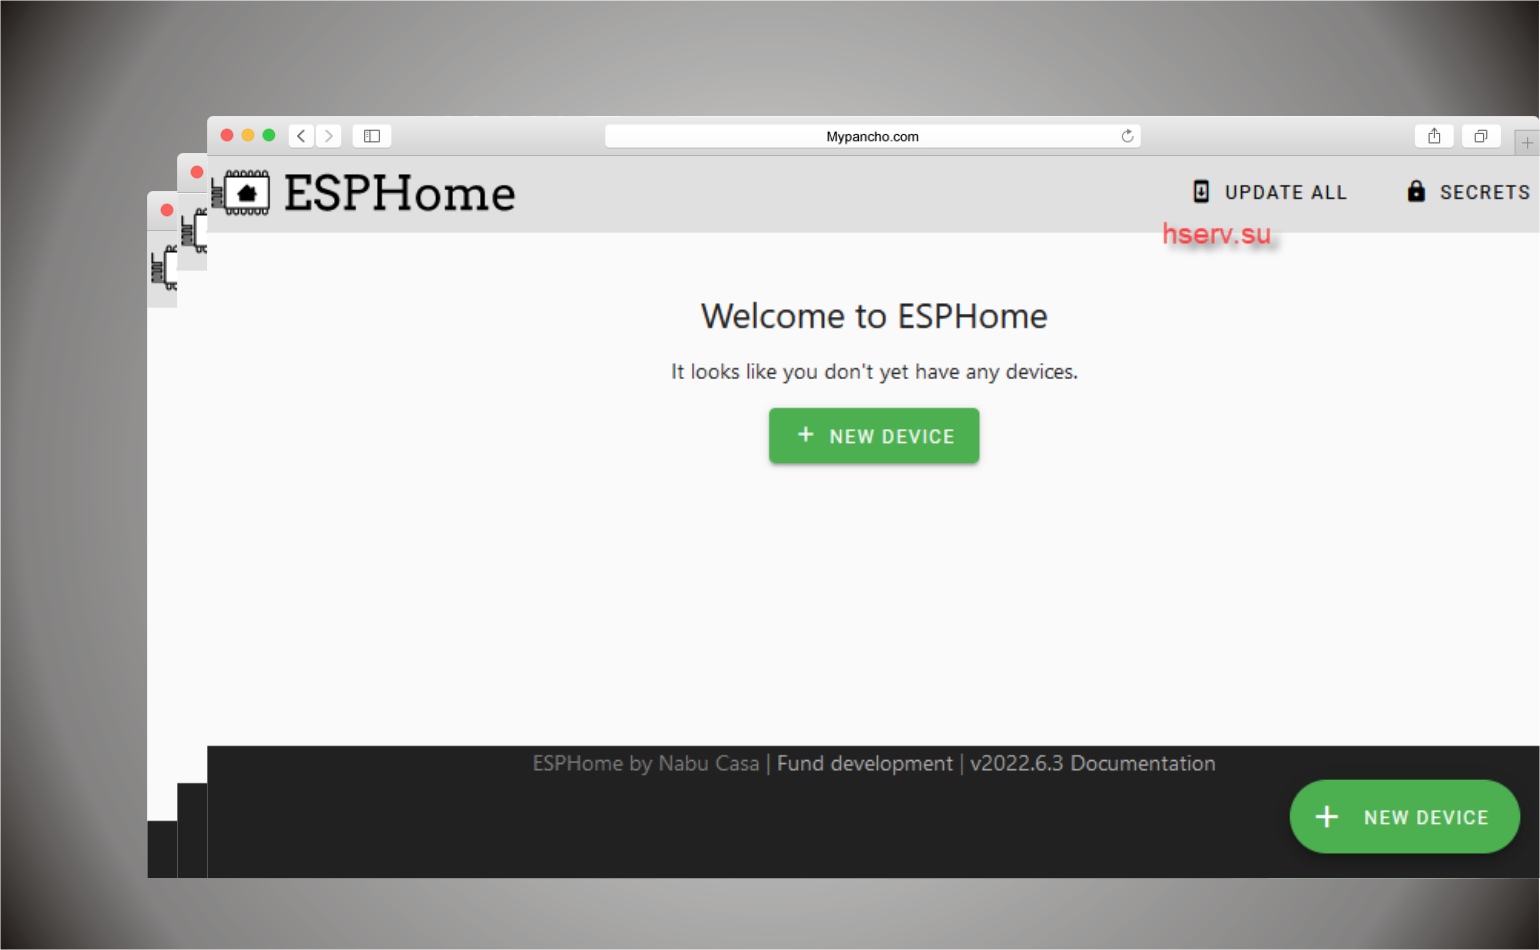 Mypancho.com
ESPHome
UPDATE ALL
SECRETS
hserv.su
Welcome to ESPHome
It looks like you don't yet have any devices.
+ NEW DEVICE
ESPHome by Nabu Casa | Fund development | v2022.6.3 Documentation
+ NEW DEVICE